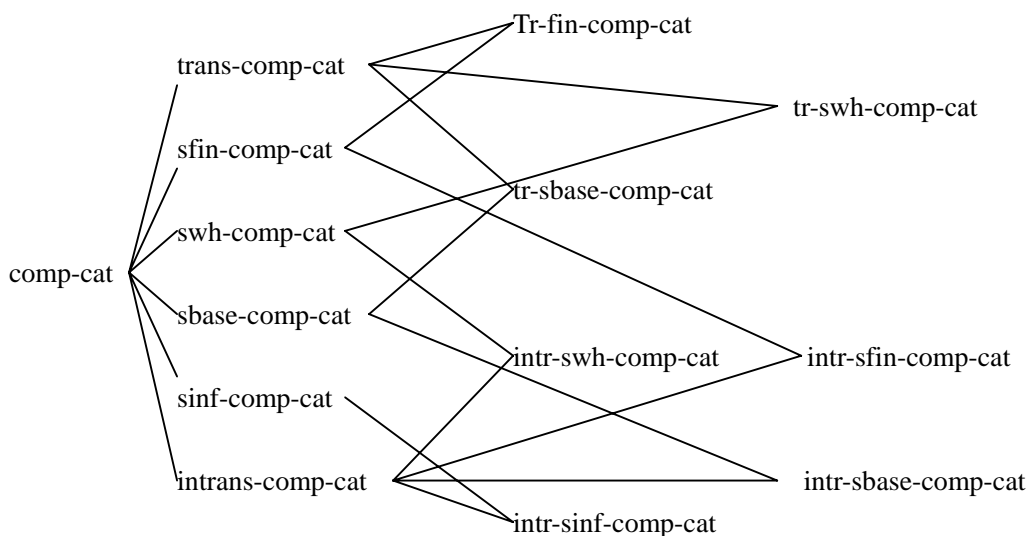 Tr-fin-comp-cat
trans-comp-cat
tr-swh-comp-cat
sfin-comp-cat
tr-sbase-comp-cat
swh-comp-cat
comp-cat
sbase-comp-cat
intr-swh-comp-cat
intr-sfin-comp-cat
sinf-comp-cat
intrans-comp-cat
intr-sbase-comp-cat
intr-sinf-comp-cat